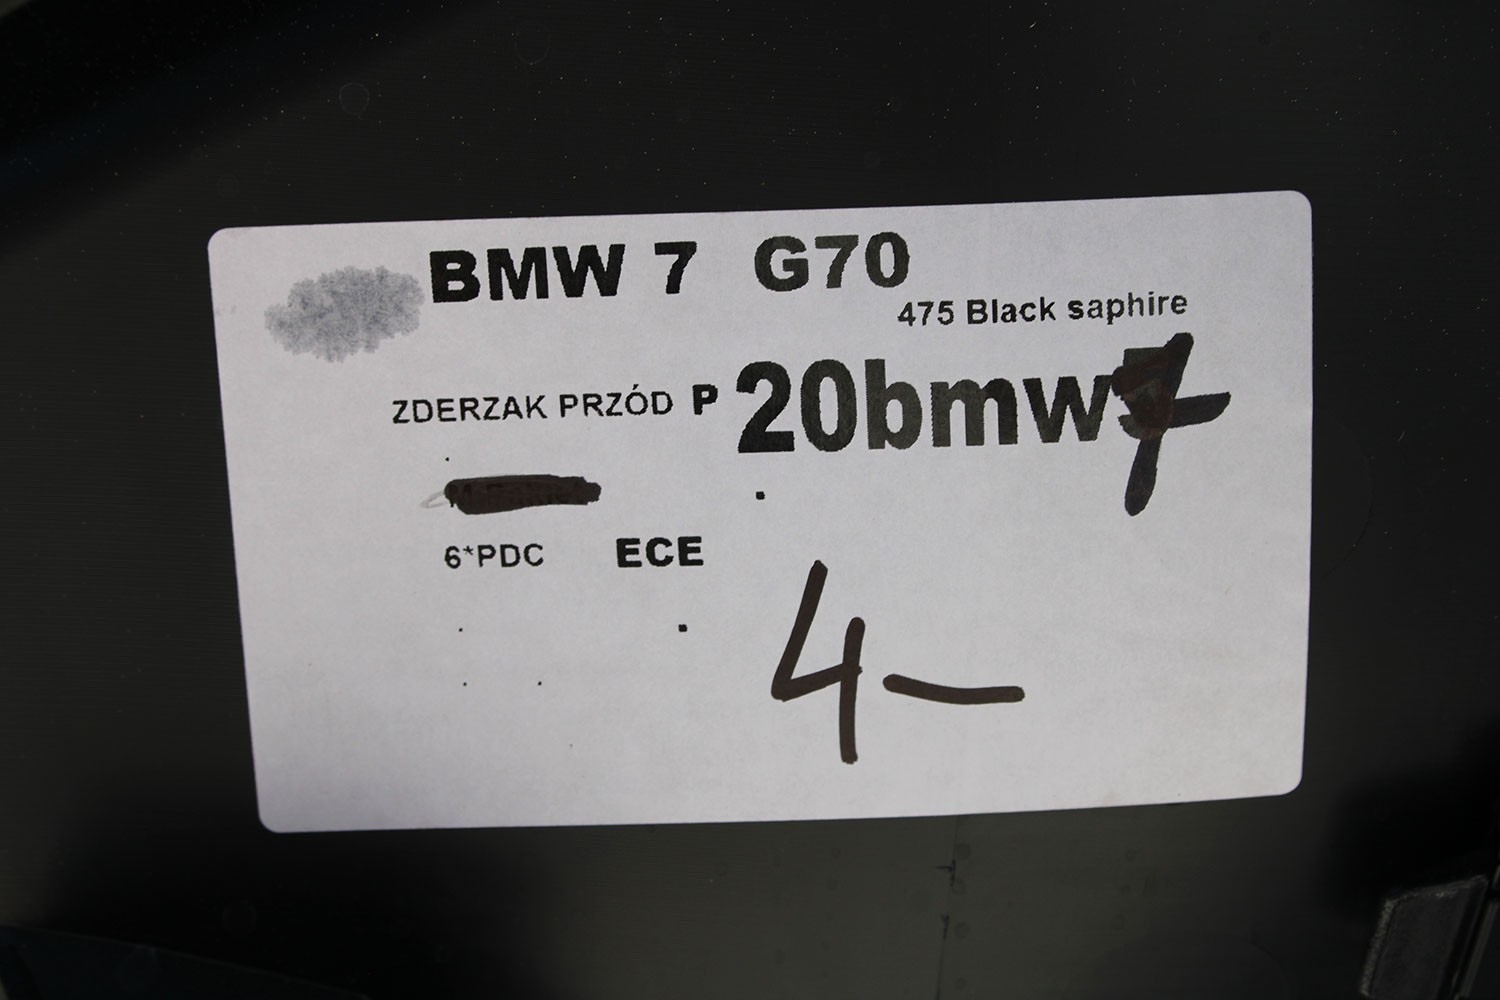 BMW 7 G70
475 Black saphire
ZDERZAK PRZÓD P 20bmw7
6*PDC ECE
4-